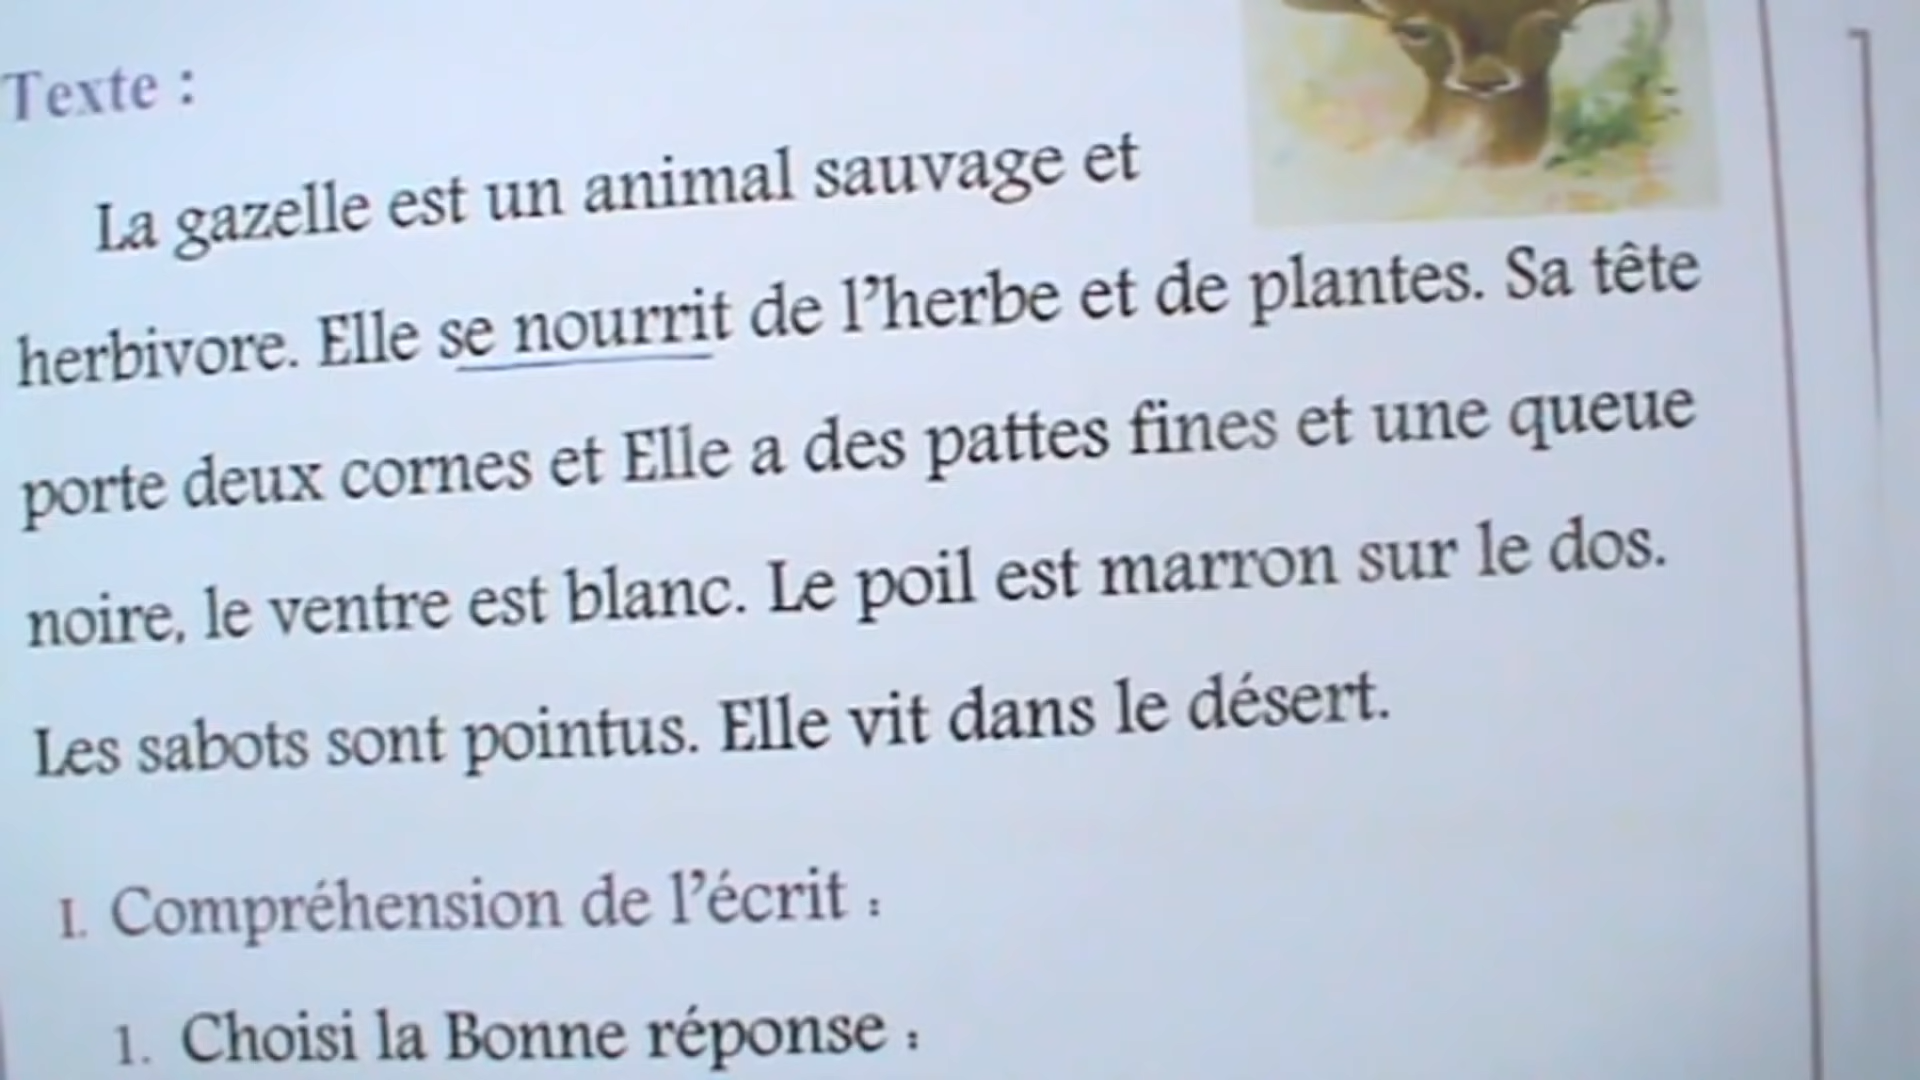 Texte :
La gazelle est un animal sauvage et
herbivore. Elle se nourrit de l'herbe et de plantes. Sa tête
porte deux cornes et Elle a des pattes fines et une queue
noire, le ventre est blanc. Le poil est marron sur le dos.
Les sabots sont pointus. Elle vit dans le désert.
I. Compréhension de l'écrit :
1. Choisi la Bonne réponse :